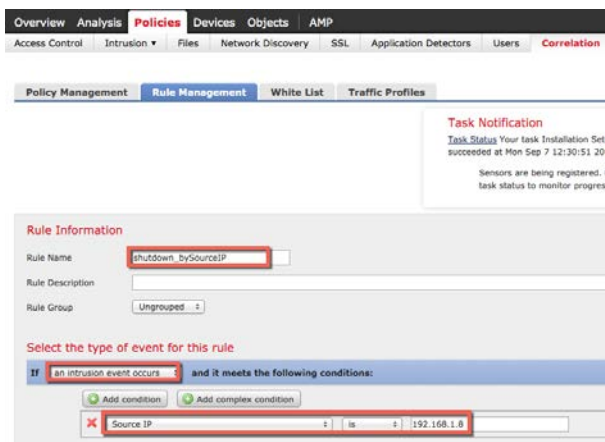 Overview Analysis Policies Devices Objects AMP
Access Control Intrusion ▾ Files Network Discovery SSL Application Detectors Users Correlation
Policy Management Rule Management White List Traffic Profiles
Task Notification
Task Status Your task Installation Set
succeeded at Mon Sep 7 12:30:51 20
Sensors are being registered.
task status to monitor progres
Rule Information
Rule Name shutdown_bySourceIP
Rule Description
Rule Group Ungrouped
Select the type of event for this rule
If an intrusion event occurs and it meets the following conditions:
Add condition Add complex condition
Source IP is 192.168.1.8